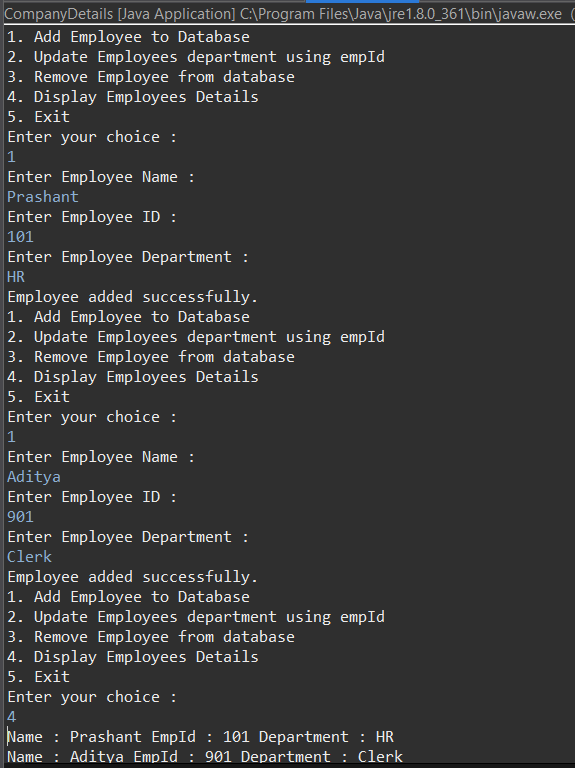 CompanyDetails [Java Application] C:\Program Files\Java\jre1.8.0_361\bin\javaw.exe (
1. Add Employee to Database
2. Update Employees department using empId
3. Remove Employee from database
4. Display Employees Details
5. Exit
Enter your choice :
1
Enter Employee Name :
Prashant
Enter Employee ID :
101
Enter Employee Department :
HR
Employee added successfully.
1. Add Employee to Database
2. Update Employees department using empId
3. Remove Employee from database
4. Display Employees Details
5. Exit
Enter your choice :
1
Enter Employee Name :
Aditya
Enter Employee ID :
901
Enter Employee Department :
Clerk
Employee added successfully.
1. Add Employee to Database
2. Update Employees department using empId
3. Remove Employee from database
4. Display Employees Details
5. Exit
Enter your choice :
4
Name : Prashant EmpId : 101 Department : HR
Name : Aditya EmpId : 901 Department : Clerk